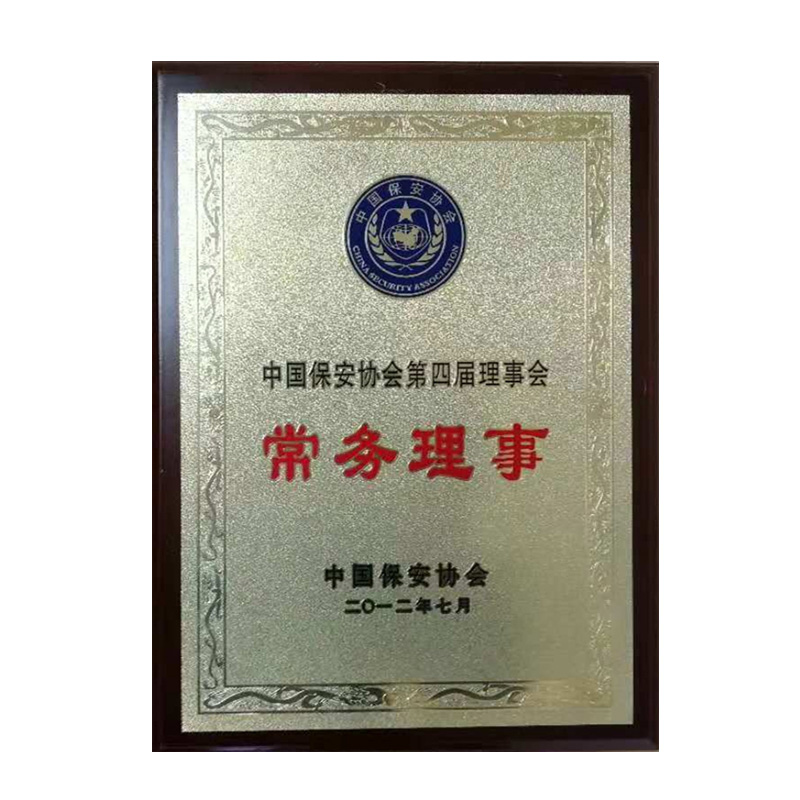 中国保安协会
CHINA SECURITY ASSOCIATION
中国保安协会第四届理事会
常务理事
中国保安协会
二〇一二年七月